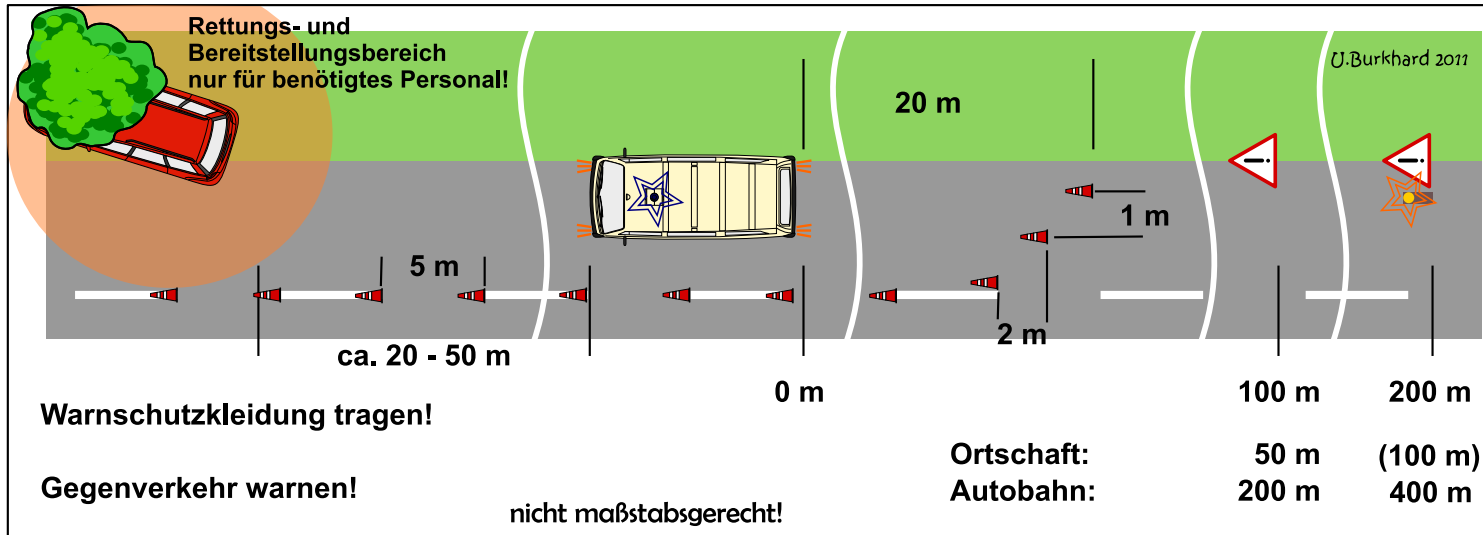 Rettungs- und
Bereitstellungsbereich
nur für benötigtes Personal!
U.Burkhard 2011
20 m
1 m
5 m
2 m
ca. 20 - 50 m
0 m
100 m
200 m
Warnschutzkleidung tragen!
Ortschaft:
50 m
(100 m)
Gegenverkehr warnen!
Autobahn:
200 m
400 m
nicht maßstabsgerecht!